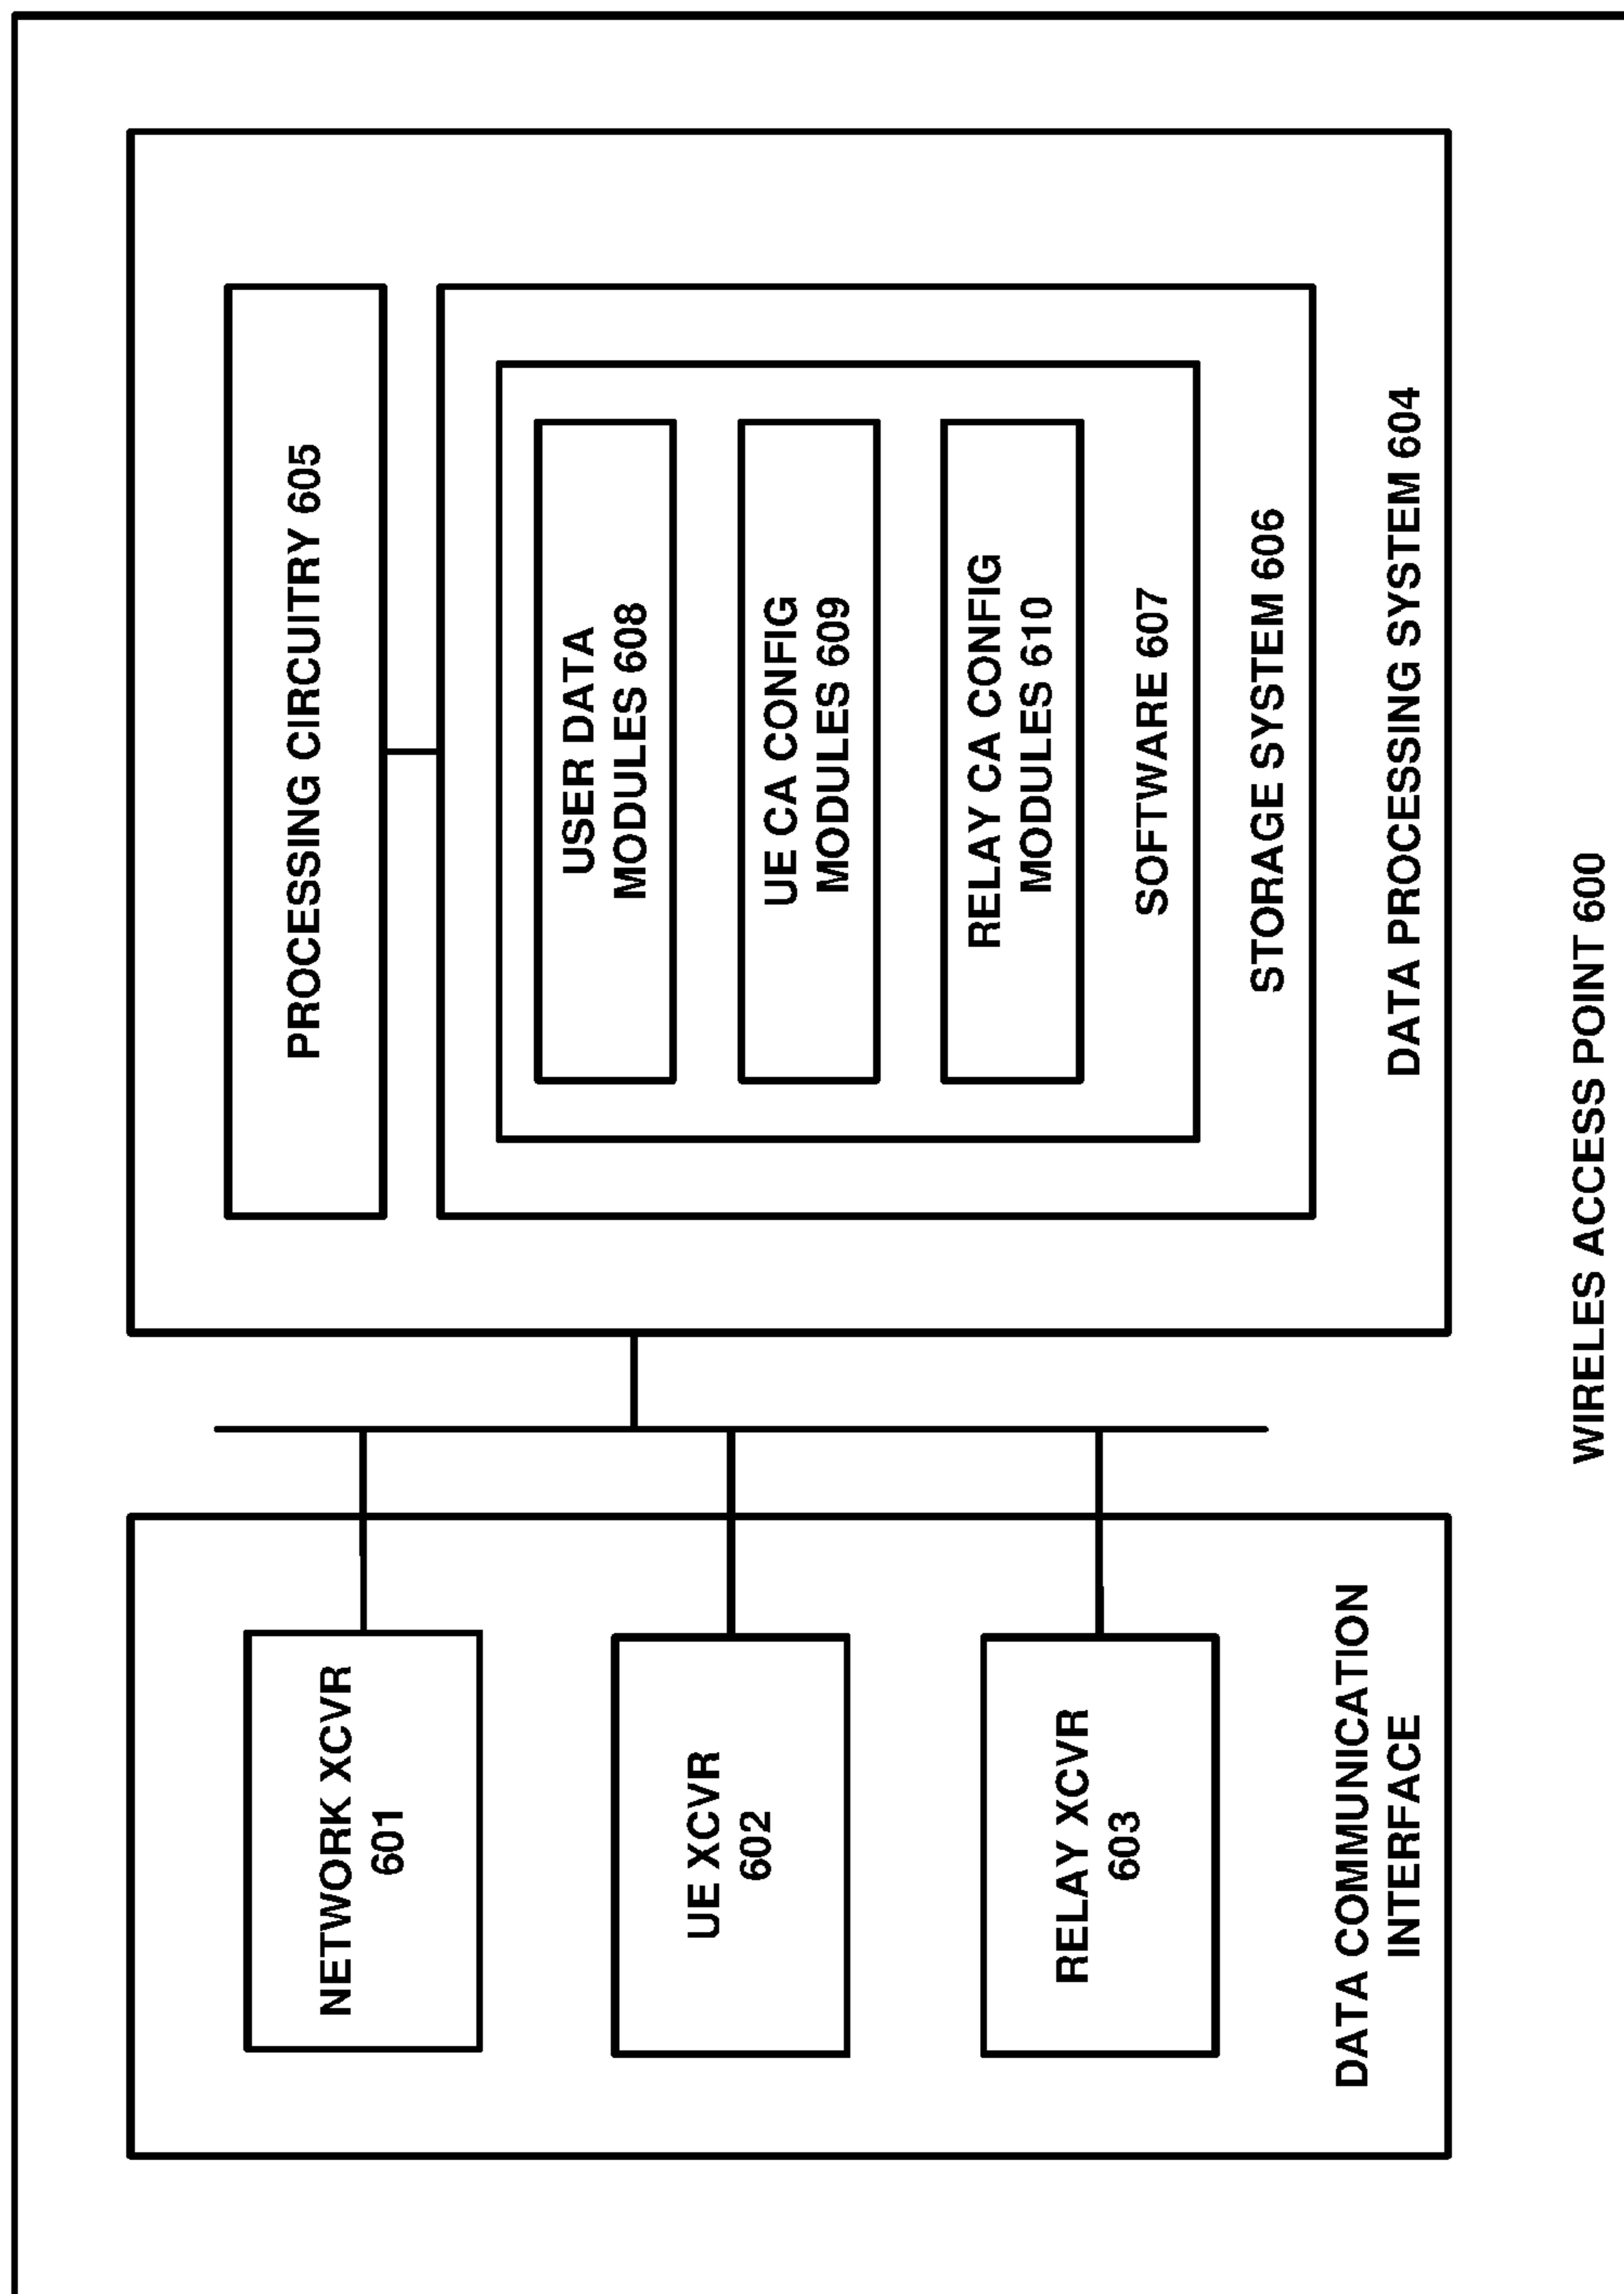 NETWORK XCVR
601
UE XCVR
602
RELAY XCVR
603
DATA COMMUNICATION
INTERFACE
PROCESSING CIRCUITRY 605
USER DATA
MODULES 608
UE CA CONFIG
MODULES 609
RELAY CA CONFIG
MODULES 610
SOFTWARE 607
STORAGE SYSTEM 606
DATA PROCESSING SYSTEM 604
WIRELES ACCESS POINT 600